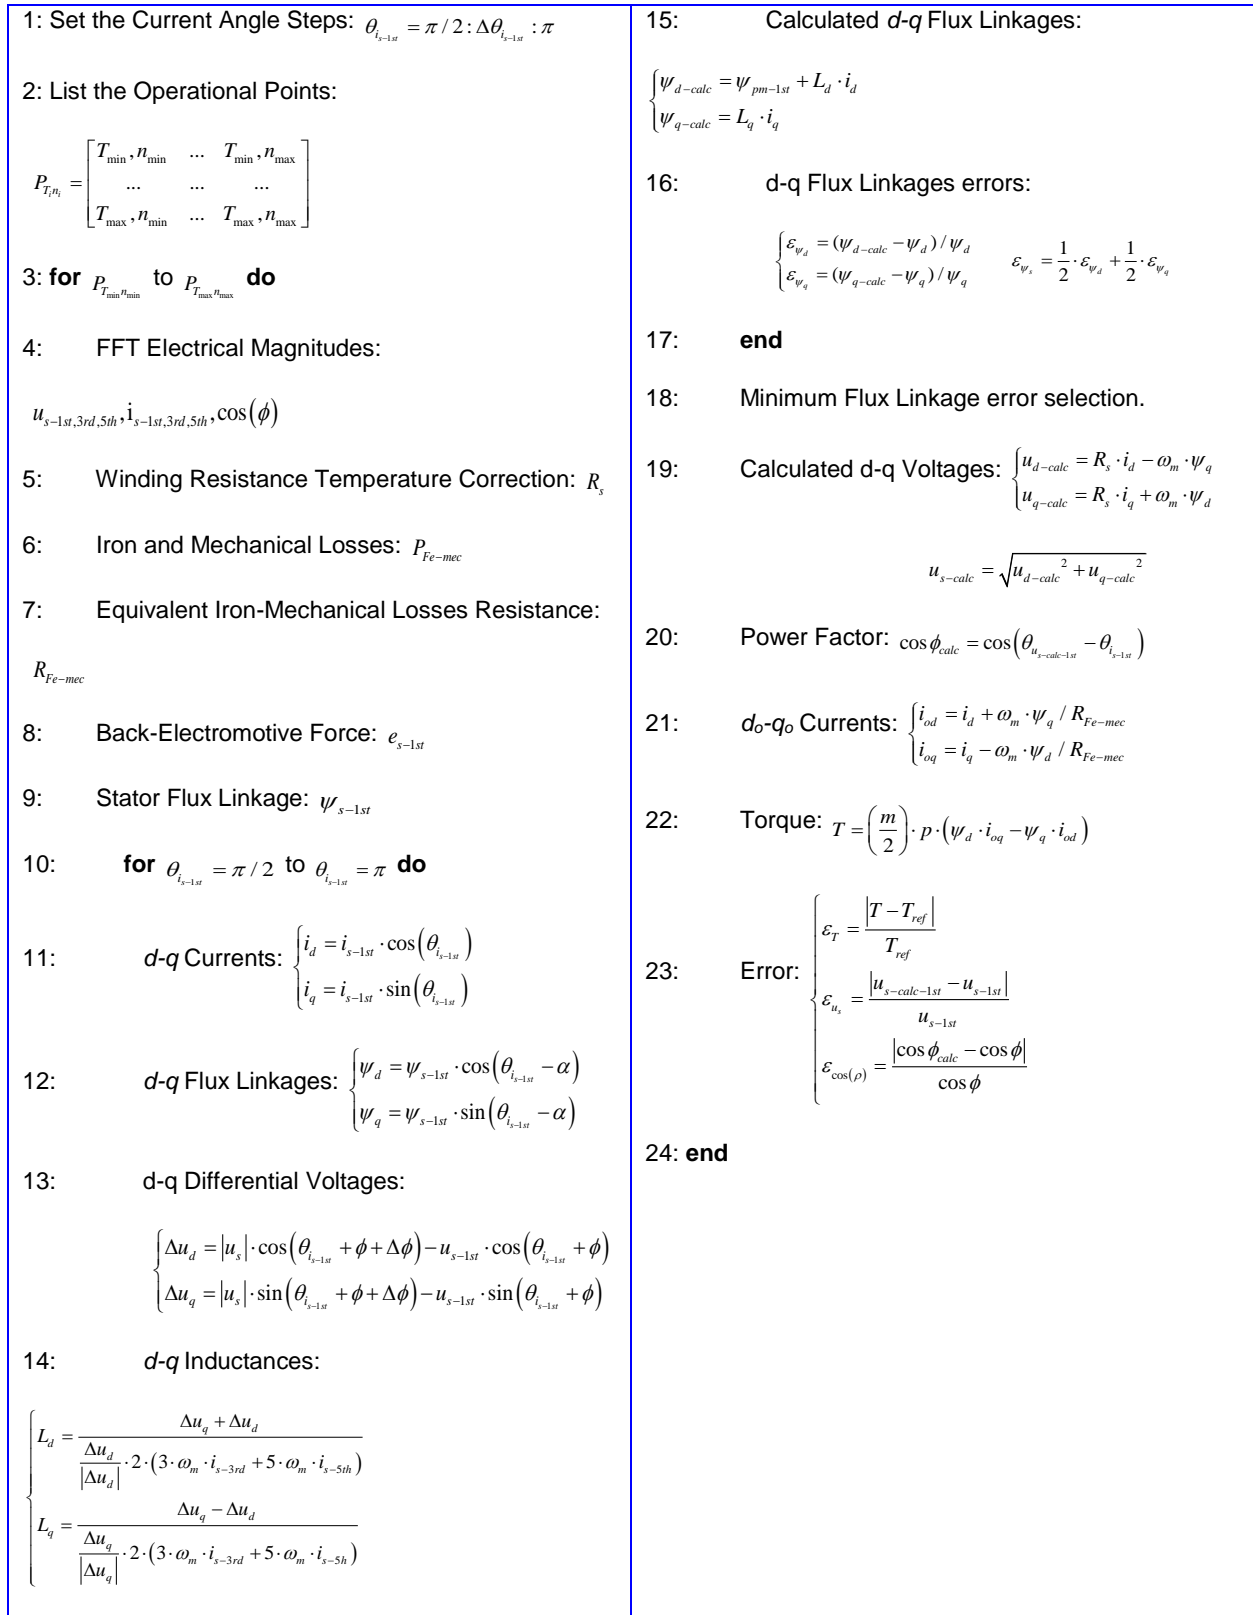 1: Set the Current Angle Steps: θ_{i_{s-1st}} = π / 2 : Δθ_{i_{s-1st}} : π
2: List the Operational Points:
P_{T_i n_i} = [ T_min , n_min ... T_min , n_max
... ... ...
T_max , n_min ... T_max , n_max ]
3: for P_{T_min n_min} to P_{T_max n_max} do
4: FFT Electrical Magnitudes:
u_{s-1st,3rd,5th} , i_{s-1st,3rd,5th} , cos(ϕ)
5: Winding Resistance Temperature Correction: R_s
6: Iron and Mechanical Losses: P_{Fe-mec}
7: Equivalent Iron-Mechanical Losses Resistance:
R_{Fe-mec}
8: Back-Electromotive Force: e_{s-1st}
9: Stator Flux Linkage: ψ_{s-1st}
10: for θ_{i_{s-1st}} = π / 2 to θ_{i_{s-1st}} = π do
11: d-q Currents: { i_d = i_{s-1st} · cos(θ_{i_{s-1st}})
i_q = i_{s-1st} · sin(θ_{i_{s-1st}})
12: d-q Flux Linkages: { ψ_d = ψ_{s-1st} · cos(θ_{i_{s-1st}} − α)
ψ_q = ψ_{s-1st} · sin(θ_{i_{s-1st}} − α)
13: d-q Differential Voltages:
{ Δu_d = |u_s| · cos(θ_{i_{s-1st}} + ϕ + Δϕ) − u_{s-1st} · cos(θ_{i_{s-1st}} + ϕ)
Δu_q = |u_s| · sin(θ_{i_{s-1st}} + ϕ + Δϕ) − u_{s-1st} · sin(θ_{i_{s-1st}} + ϕ)
14: d-q Inductances:
{ L_d = (Δu_q + Δu_d) / ((Δu_d / |Δu_d|) · 2 · (3 · ω_m · i_{s-3rd} + 5 · ω_m · i_{s-5th}))
L_q = (Δu_q − Δu_d) / ((Δu_q / |Δu_q|) · 2 · (3 · ω_m · i_{s-3rd} + 5 · ω_m · i_{s-5h}))
15: Calculated d-q Flux Linkages:
{ ψ_{d-calc} = ψ_{pm-1st} + L_d · i_d
ψ_{q-calc} = L_q · i_q
16: d-q Flux Linkages errors:
{ ε_{ψ_d} = (ψ_{d-calc} − ψ_d) / ψ_d
ε_{ψ_q} = (ψ_{q-calc} − ψ_q) / ψ_q ε_{ψ_s} = 1/2 · ε_{ψ_d} + 1/2 · ε_{ψ_q}
17: end
18: Minimum Flux Linkage error selection.
19: Calculated d-q Voltages: { u_{d-calc} = R_s · i_d − ω_m · ψ_q
u_{q-calc} = R_s · i_q + ω_m · ψ_d
u_{s-calc} = √(u_{d-calc}² + u_{q-calc}²)
20: Power Factor: cos ϕ_{calc} = cos(θ_{u_{s-calc-1st}} − θ_{i_{s-1st}})
21: d_o-q_o Currents: { i_{od} = i_d + ω_m · ψ_q / R_{Fe-mec}
i_{oq} = i_q − ω_m · ψ_d / R_{Fe-mec}
22: Torque: T = (m/2) · p · (ψ_d · i_{oq} − ψ_q · i_{od})
23: Error: { ε_T = |T − T_{ref}| / T_{ref}
ε_{u_s} = |u_{s-calc-1st} − u_{s-1st}| / u_{s-1st}
ε_{cos(ρ)} = |cos ϕ_{calc} − cos ϕ| / cos ϕ
24: end